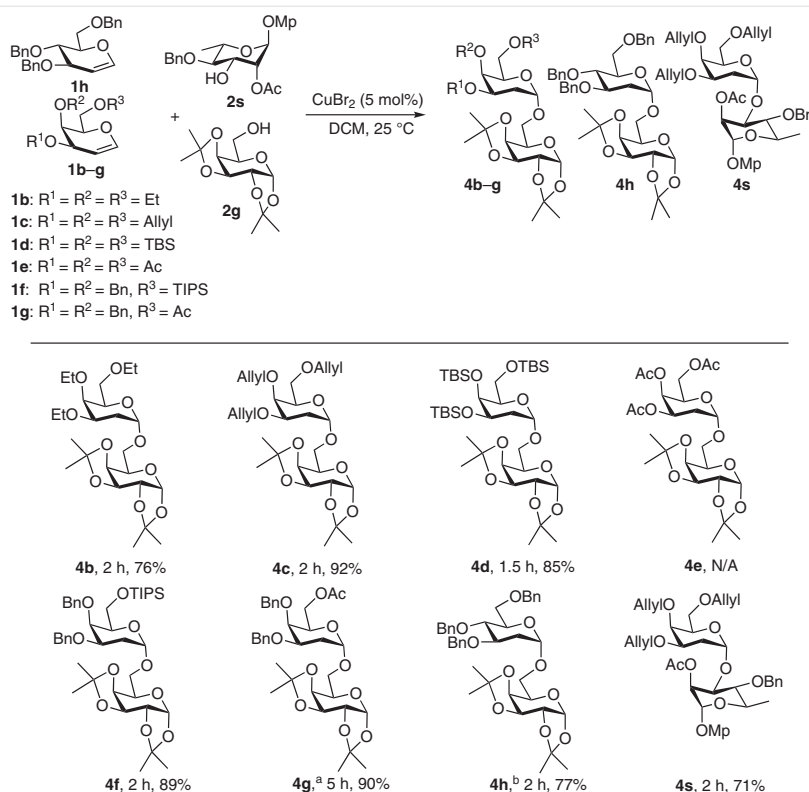 OBn
BnO
O
BnO
1h
OR²
OR³
O
R¹O
1b–g
+
OMp
O
BnO
HO
OAc
2s
OH
O
O
O
O
O
2g
CuBr₂ (5 mol%)
DCM, 25 °C
R²O
OR³
O
R¹O
O
O
O
O
O
O
4b–g
OBn
BnO
O
BnO
O
O
O
O
O
O
4h
AllylO
OAllyl
O
AllylO
AcO
O
OBn
O
OMp
4s
1b: R¹ = R² = R³ = Et
1c: R¹ = R² = R³ = Allyl
1d: R¹ = R² = R³ = TBS
1e: R¹ = R² = R³ = Ac
1f: R¹ = R² = Bn, R³ = TIPS
1g: R¹ = R² = Bn, R³ = Ac
EtO
OEt
O
EtO
O
O
O
O
O
O
4b, 2 h, 76%
AllylO
OAllyl
O
AllylO
O
O
O
O
O
O
4c, 2 h, 92%
TBSO
OTBS
O
TBSO
O
O
O
O
O
O
4d, 1.5 h, 85%
AcO
OAc
O
AcO
O
O
O
O
O
O
4e, N/A
BnO
OTIPS
O
BnO
O
O
O
O
O
O
4f, 2 h, 89%
BnO
OAc
O
BnO
O
O
O
O
O
O
4g,ᵃ 5 h, 90%
OBn
BnO
O
BnO
O
O
O
O
O
O
4h,ᵇ 2 h, 77%
AllylO
OAllyl
O
AllylO
AcO
O
OBn
O
OMp
4s, 2 h, 71%